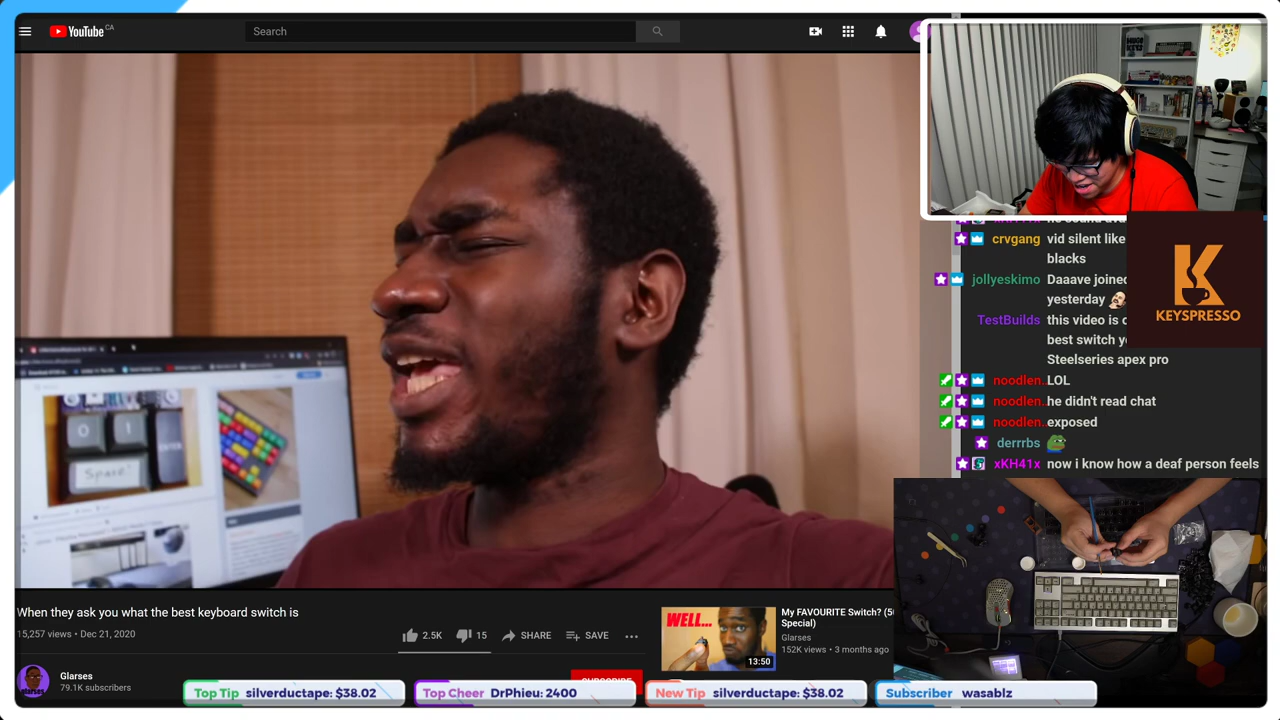 YouTube CA
Search
crvgang vid silent like
blacks
jollyeskimo Daaave joined
yesterday
TestBuilds this video is
best switch
Steelseries apex pro
noodlen. LOL
noodlen. he didn't read chat
noodlen. exposed
derrrbs
xKH41x now i know how a deaf person feels
KEYSPRESSO
0 1 ENTER
Space
When they ask you what the best keyboard switch is
15,257 views • Dec 21, 2020
2.5K 15 SHARE SAVE
Glarses
79.1K subscribers
WELL...
13:50
My FAVOURITE Switch?
Special)
Glarses
152K views • 3 months ago
Top Tip silverductape: $38.02
Top Cheer DrPhieu: 2400
New Tip silverductape: $38.02
Subscriber wasablz